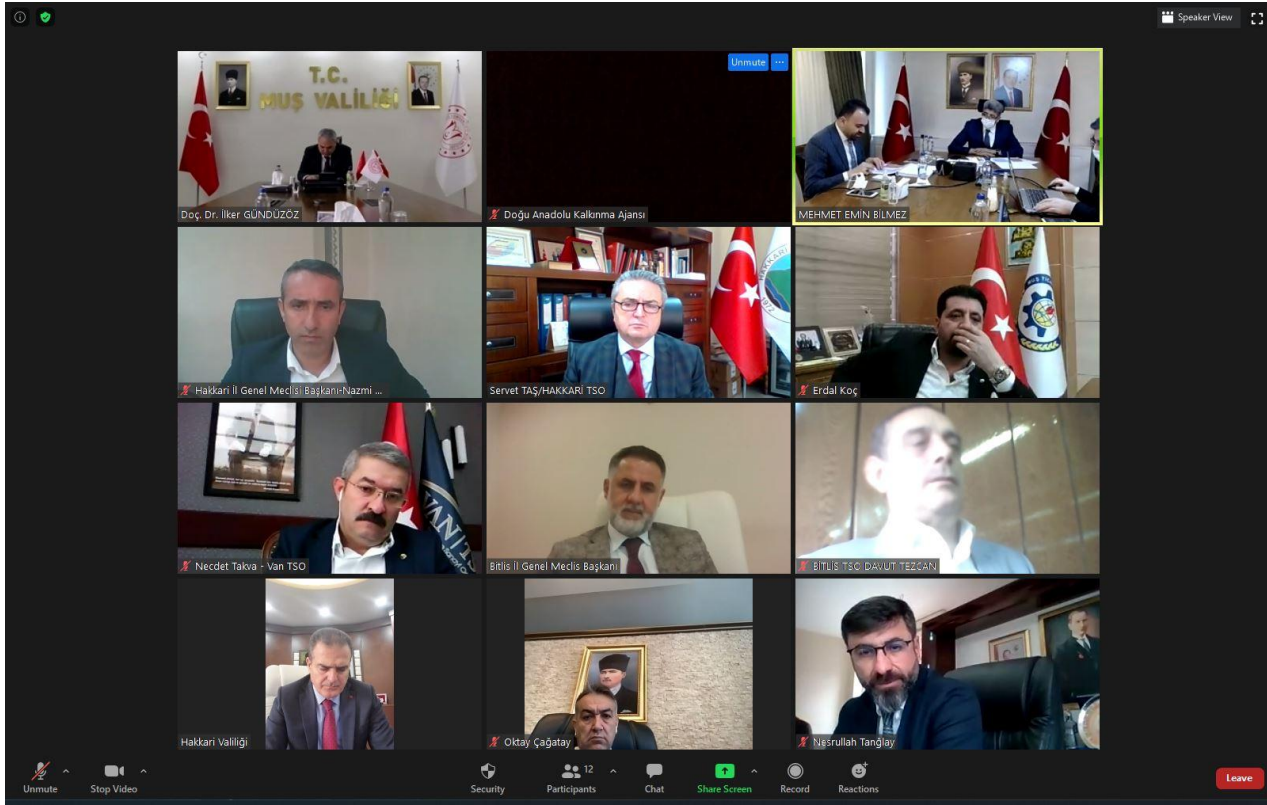 Speaker View
T.C.
MUŞ VALİLİĞİ
Doç. Dr. İlker GÜNDÜZÖZ
Unmute
Doğu Anadolu Kalkınma Ajansı
MEHMET EMİN BİLMEZ
Hakkari İl Genel Meclisi Başkanı-Nazmi ...
HAKKARİ
1972
Servet TAŞ/HAKKARİ TSO
Erdal Koç
VANTS
Necdet Takva - Van TSO
Bitlis İl Genel Meclis Başkanı
BİTLİS TSO DAVUT TEZCAN
Hakkari Valiliği
Oktay Çağatay
Nesrullah Tanğlay
Unmute
Stop Video
Security
12
Participants
Chat
Share Screen
Record
Reactions
Leave